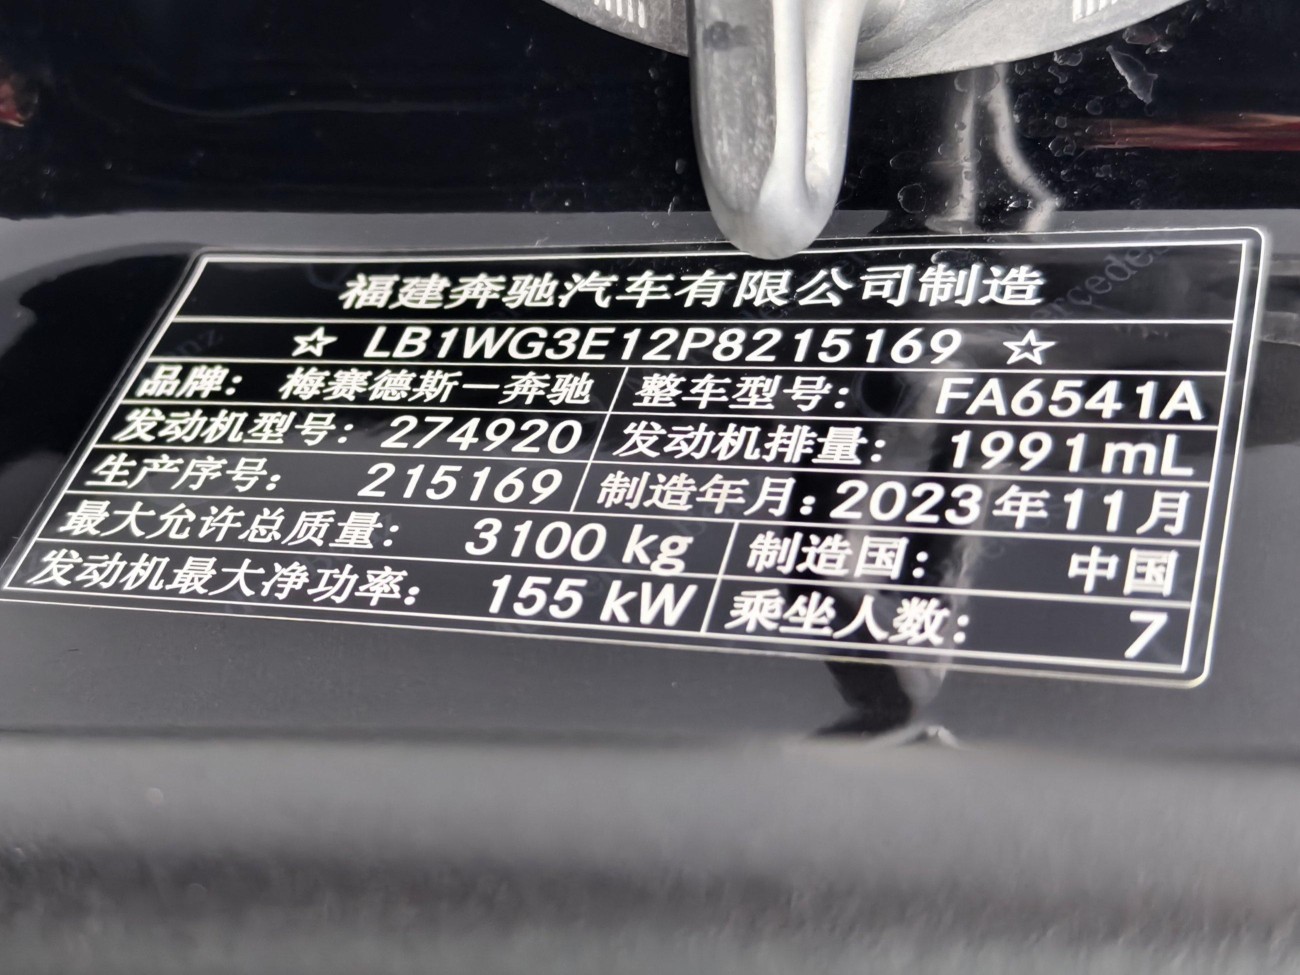 福建奔驰汽车有限公司制造
☆ LB1WG3E12P8215169 ☆
品牌： 梅赛德斯－奔驰 整车型号： FA6541A
发动机型号： 274920 发动机排量： 1991mL
生产序号： 215169 制造年月：2023年11月
最大允许总质量： 3100 kg 制造国： 中国
发动机最大净功率： 155 kW 乘坐人数： 7